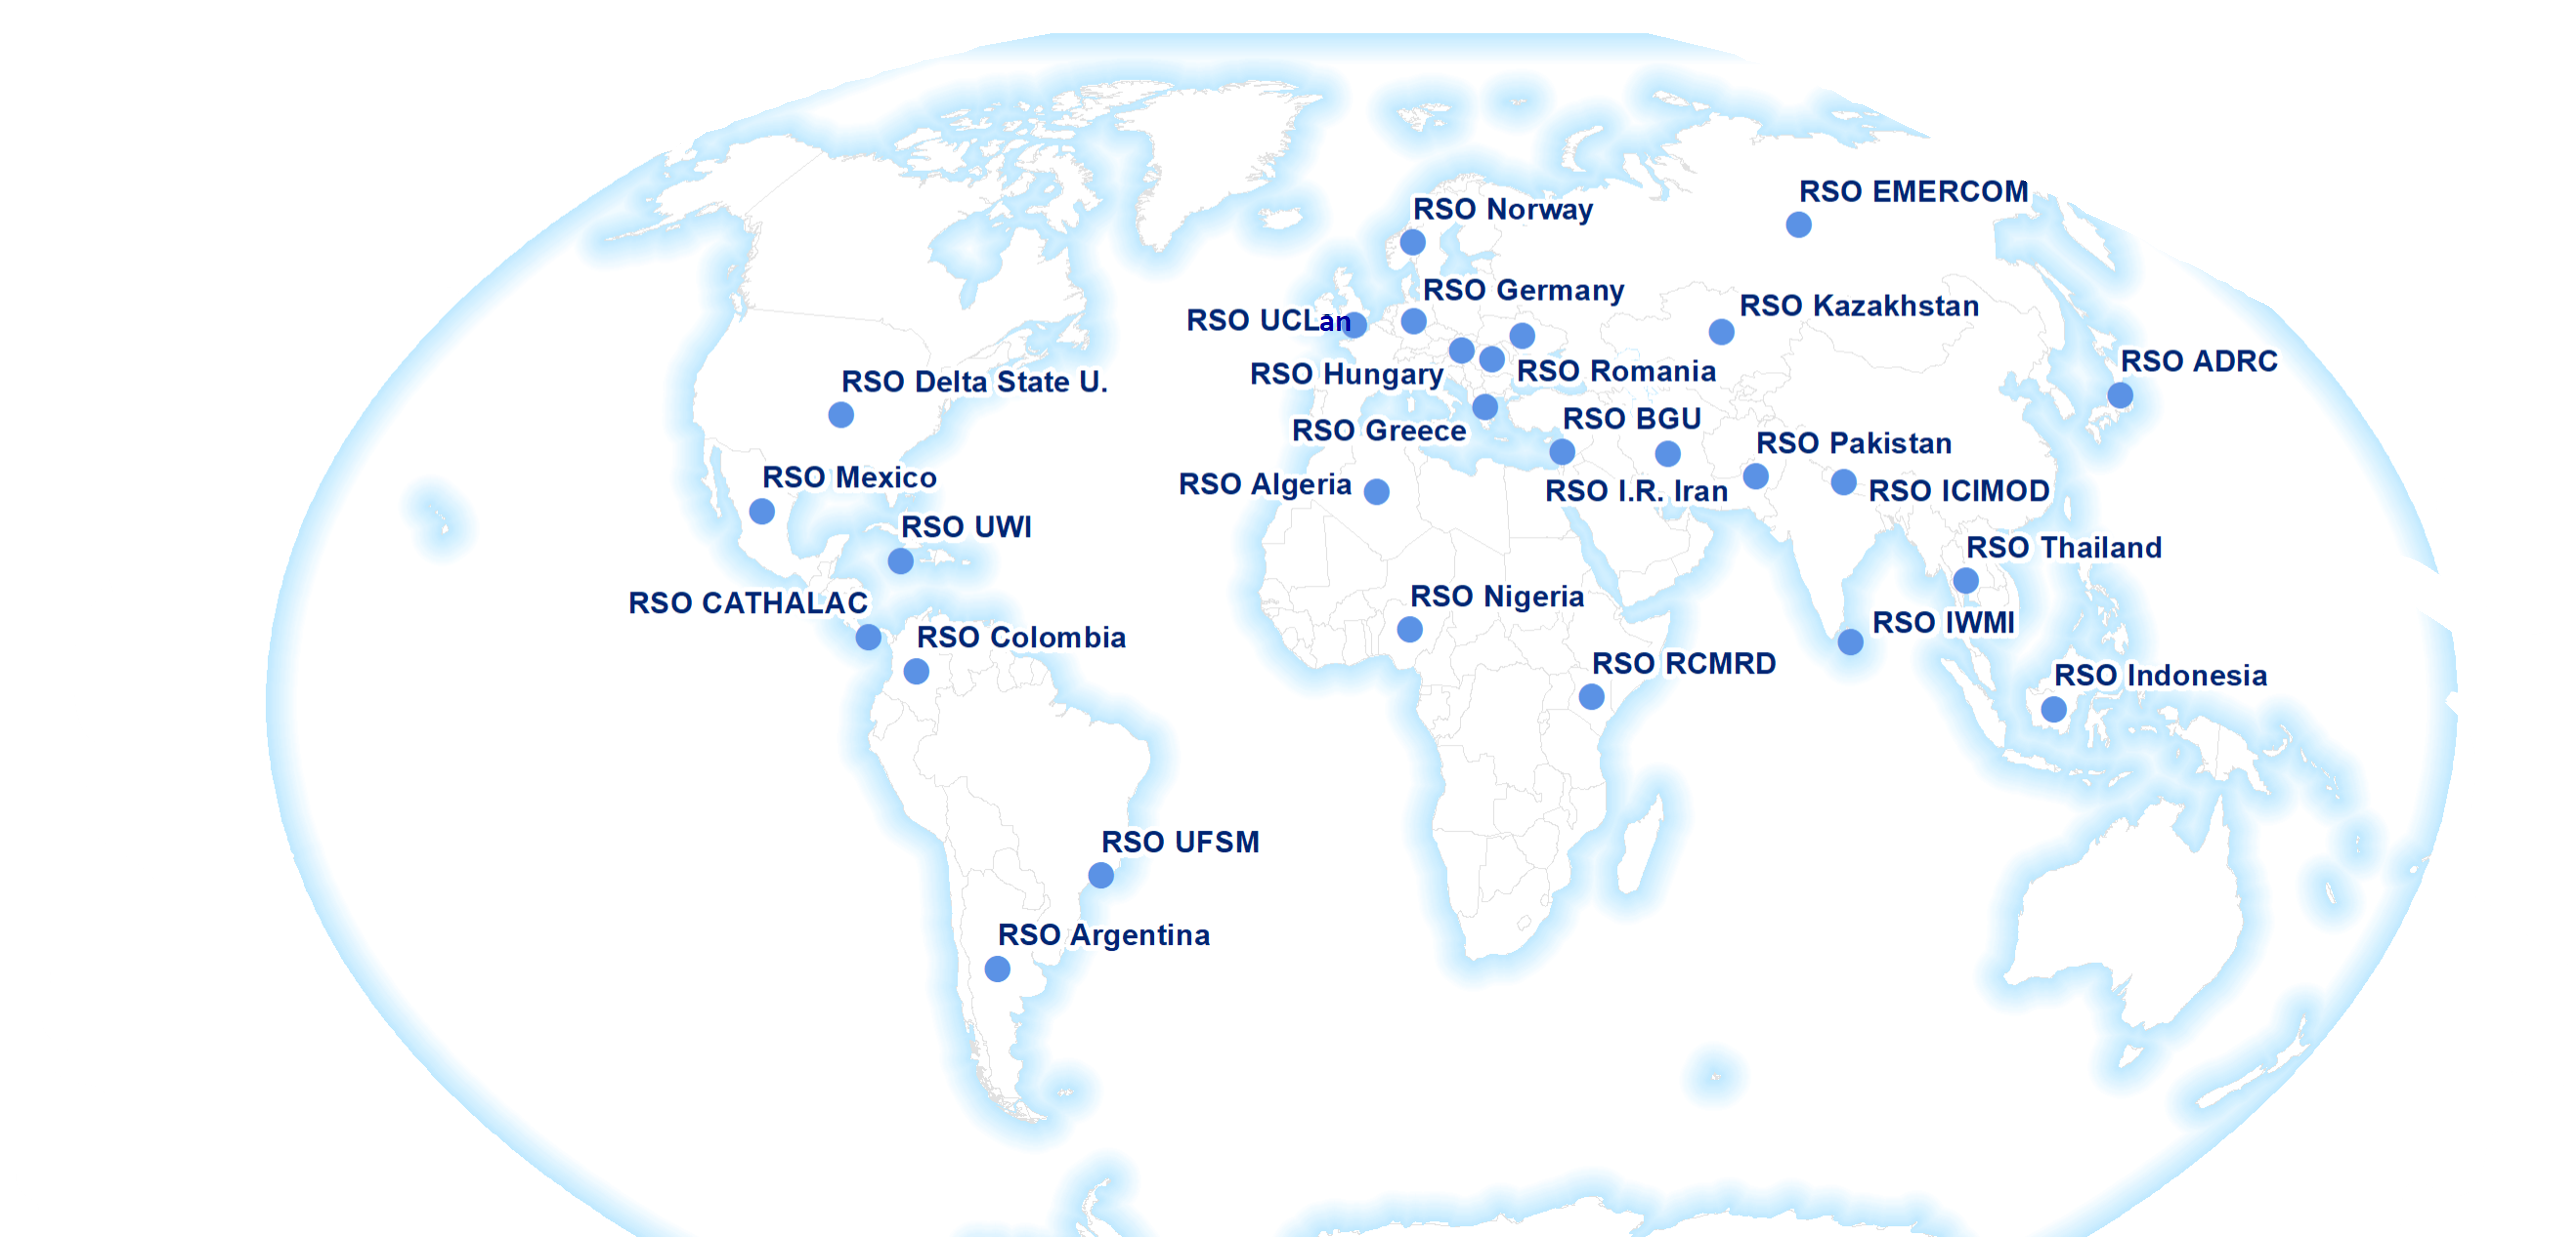 RSO EMERCOM
RSO Norway
RSO Germany
RSO Kazakhstan
RSO UCLan
RSO ADRC
RSO Hungary
RSO Romania
RSO Delta State U.
RSO BGU
RSO Greece
RSO Pakistan
RSO Mexico
RSO Algeria
RSO I.R. Iran
RSO ICIMOD
RSO UWI
RSO Thailand
RSO CATHALAC
RSO Nigeria
RSO IWMI
RSO Colombia
RSO RCMRD
RSO Indonesia
RSO UFSM
RSO Argentina